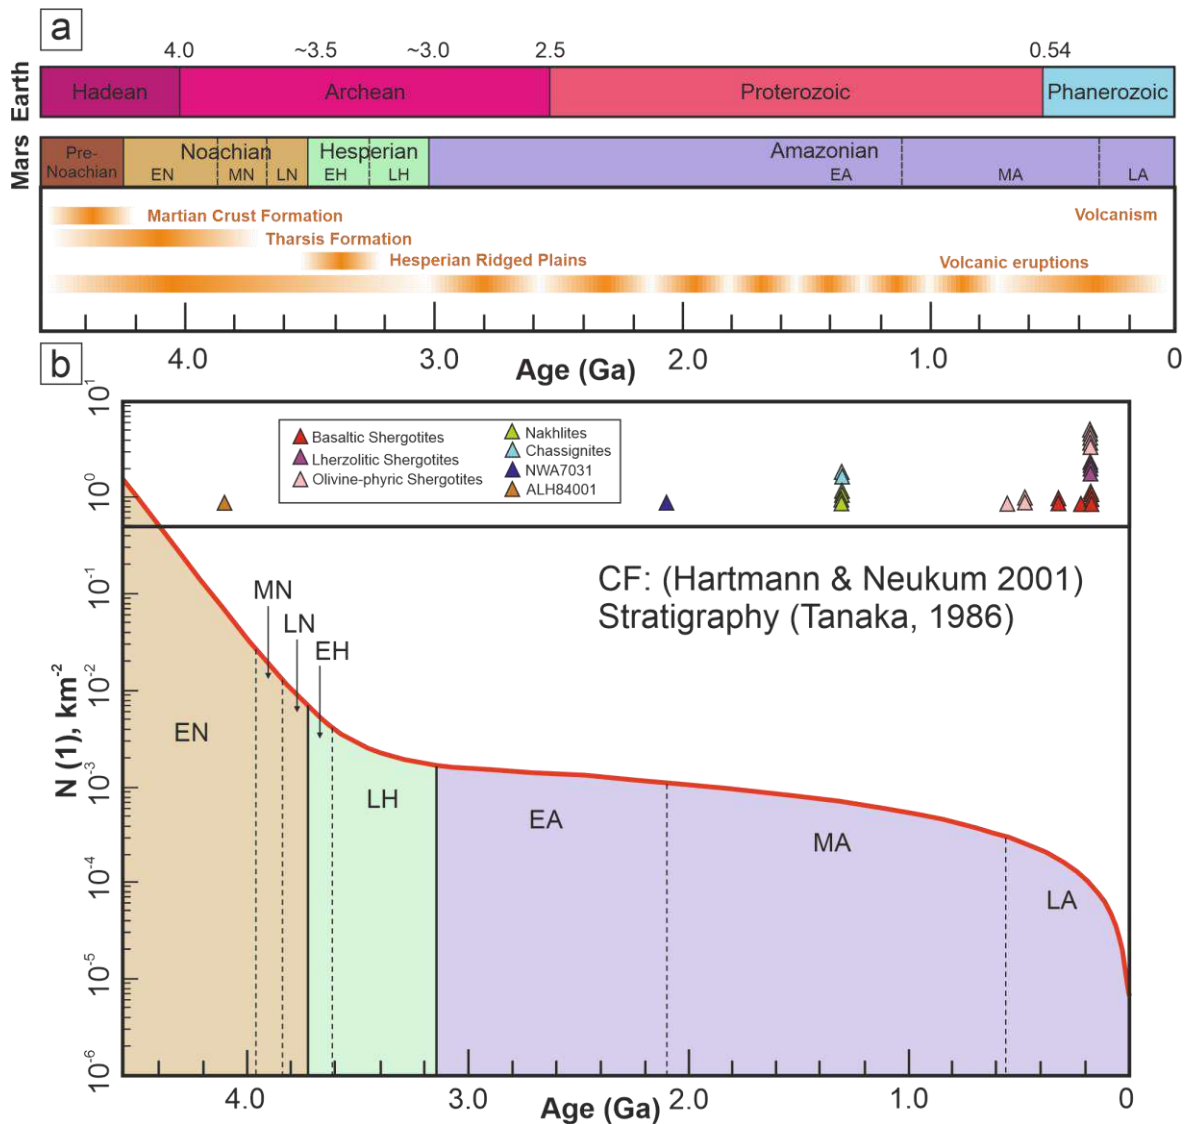 a
4.0 ~3.5 ~3.0 2.5 0.54
Earth
Hadean Archean Proterozoic Phanerozoic
Mars
Pre-
Noachian
Noachian Hesperian Amazonian
EN MN LN EH LH EA MA LA
Martian Crust Formation
Volcanism
Tharsis Formation
Hesperian Ridged Plains
Volcanic eruptions
4.0 3.0 2.0 1.0 0
Age (Ga)
b
10¹
10⁰
10⁻¹
10⁻²
10⁻³
10⁻⁴
10⁻⁵
10⁻⁶
N (1), km⁻²
Basaltic Shergotites
Lherzolitic Shergotites
Olivine-phyric Shergotites
Nakhlites
Chassignites
NWA7031
ALH84001
CF: (Hartmann & Neukum 2001)
Stratigraphy (Tanaka, 1986)
MN
LN
EH
EN
LH
EA
MA
LA
4.0 3.0 2.0 1.0 0
Age (Ga)